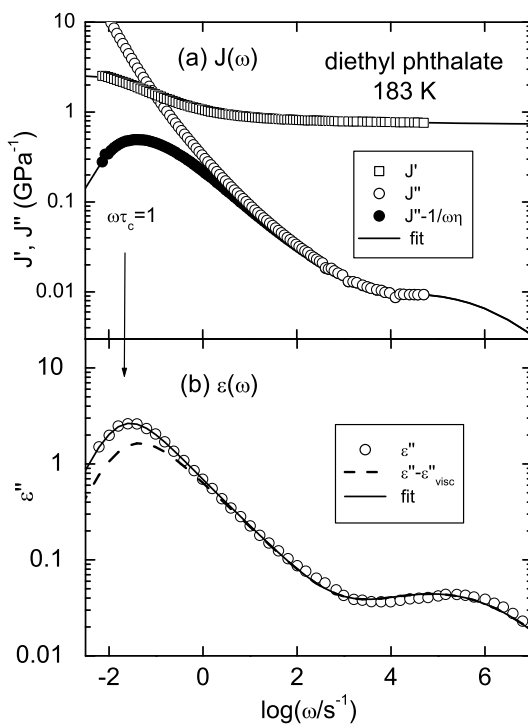 (a) J(ω)
diethyl phthalate
183 K
10
1
0.1
0.01
J', J" (GPa⁻¹)
J'
J"
J"-1/ωη
fit
ωτc=1
(b) ε(ω)
10
1
0.1
0.01
ε"
ε"
ε"-ε"visc
fit
-2 0 2 4 6
log(ω/s⁻¹)